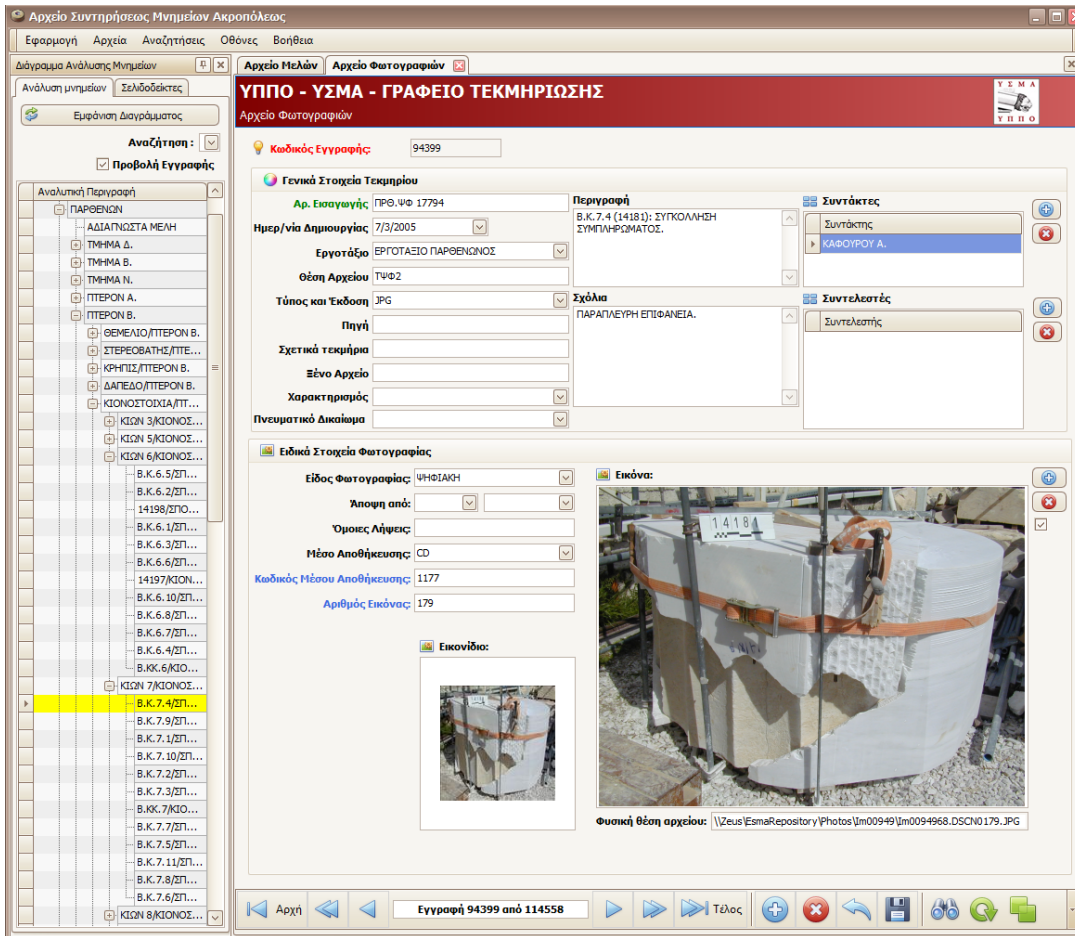 Αρχείο Συντηρήσεως Μνημείων Ακροπόλεως
Εφαρμογή Αρχεία Αναζητήσεις Οθόνες Βοήθεια
Διάγραμμα Ανάλυσης Μνημείων
Ανάλυση μνημείων Σελιδοδείκτες
Εμφάνιση Διαγράμματος
Αναζήτηση :
Προβολή Εγγραφής
Αναλυτική Περιγραφή
ΠΑΡΘΕΝΩΝ
ΑΔΙΑΓΝΩΣΤΑ ΜΕΛΗ
ΤΜΗΜΑ Δ.
ΤΜΗΜΑ Β.
ΤΜΗΜΑ Ν.
ΠΤΕΡΟΝ Α.
ΠΤΕΡΟΝ Β.
ΘΕΜΕΛΙΟ/ΠΤΕΡΟΝ Β.
ΣΤΕΡΕΟΒΑΤΗΣ/ΠΤΕ...
ΚΡΗΠΙΣ/ΠΤΕΡΟΝ Β.
ΔΑΠΕΔΟ/ΠΤΕΡΟΝ Β.
ΚΙΟΝΟΣΤΟΙΧΙΑ/ΠΤ...
ΚΙΩΝ 3/ΚΙΟΝΟΣ...
ΚΙΩΝ 5/ΚΙΟΝΟΣ...
ΚΙΩΝ 6/ΚΙΟΝΟΣ...
Β.Κ.6.5/ΣΠ...
Β.Κ.6.2/ΣΠ...
14198/ΣΠΟ...
Β.Κ.6.1/ΣΠ...
Β.Κ.6.3/ΣΠ...
Β.Κ.6.6/ΣΠ...
14197/ΚΙΟΝ...
Β.Κ.6.10/ΣΠ...
Β.Κ.6.8/ΣΠ...
Β.Κ.6.7/ΣΠ...
Β.Κ.6.4/ΣΠ...
Β.ΚΚ.6/ΚΙΟ...
ΚΙΩΝ 7/ΚΙΟΝΟΣ...
Β.Κ.7.4/ΣΠ...
Β.Κ.7.9/ΣΠ...
Β.Κ.7.1/ΣΠ...
Β.Κ.7.10/ΣΠ...
Β.Κ.7.2/ΣΠ...
Β.Κ.7.3/ΣΠ...
Β.ΚΚ.7/ΚΙΟ...
Β.Κ.7.7/ΣΠ...
Β.Κ.7.5/ΣΠ...
Β.Κ.7.11/ΣΠ...
Β.Κ.7.8/ΣΠ...
Β.Κ.7.6/ΣΠ...
ΚΙΩΝ 8/ΚΙΟΝΟΣ...
Αρχείο Μελών Αρχείο Φωτογραφιών
ΥΠΠΟ - ΥΣΜΑ - ΓΡΑΦΕΙΟ ΤΕΚΜΗΡΙΩΣΗΣ
Αρχείο Φωτογραφιών
Υ Σ Μ Α
Υ Π Π Ο
Κωδικός Εγγραφής: 94399
Γενικά Στοιχεία Τεκμηρίου
Αρ. Εισαγωγής ΠΡΘ.ΨΦ 17794
Ημερ/νία Δημιουργίας 7/3/2005
Εργοτάξιο ΕΡΓΟΤΑΞΙΟ ΠΑΡΘΕΝΩΝΟΣ
Θέση Αρχείου ΤΨΦ2
Τύπος και Έκδοση JPG
Πηγή
Σχετικά τεκμήρια
Ξένο Αρχείο
Χαρακτηρισμός
Πνευματικό Δικαίωμα
Περιγραφή
Β.Κ.7.4 (14181): ΣΥΓΚΟΛΛΗΣΗ
ΣΥΜΠΛΗΡΩΜΑΤΟΣ.
Σχόλια
ΠΑΡΑΠΛΕΥΡΗ ΕΠΙΦΑΝΕΙΑ.
Συντάκτες
Συντάκτης
ΚΑΦΟΥΡΟΥ Α.
Συντελεστές
Συντελεστής
Ειδικά Στοιχεία Φωτογραφίας
Είδος Φωτογραφίας: ΨΗΦΙΑΚΗ
Άποψη από:
Όμοιες Λήψεις:
Μέσο Αποθήκευσης: CD
Κωδικός Μέσου Αποθήκευσης: 1177
Αριθμός Εικόνας: 179
Εικονίδιο:
Εικόνα:
14181
Φυσική θέση αρχείου: \\Zeus\EsmaRepository\Photos\Im00949\Im0094968.DSCN0179.JPG
Αρχή Εγγραφή 94399 από 114558 Τέλος